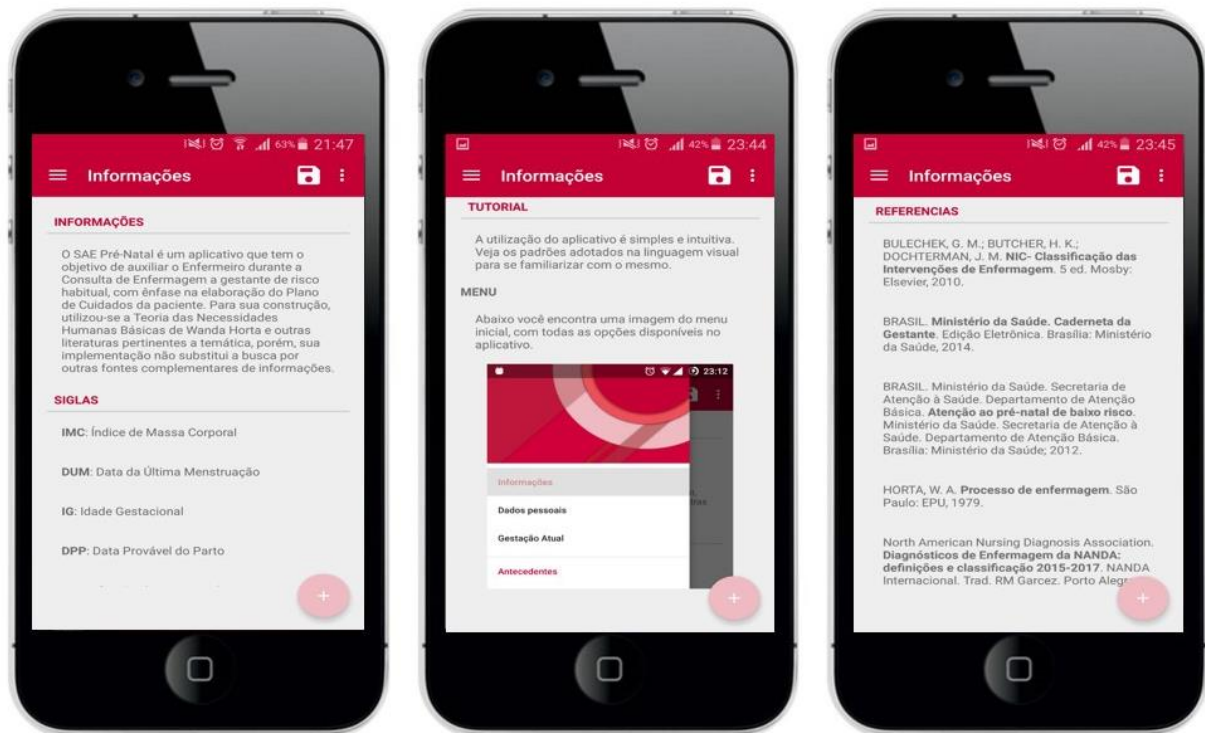 63% 21:47
Informações
INFORMAÇÕES
O SAE Pré-Natal é um aplicativo que tem o
objetivo de auxiliar o Enfermeiro durante a
Consulta de Enfermagem a gestante de risco
habitual, com ênfase na elaboração do Plano
de Cuidados da paciente. Para sua construção,
utilizou-se a Teoria das Necessidades
Humanas Básicas de Wanda Horta e outras
literaturas pertinentes a temática, porém, sua
implementação não substitui a busca por
outras fontes complementares de informações.
SIGLAS
IMC: Índice de Massa Corporal
DUM: Data da Última Menstruação
IG: Idade Gestacional
DPP: Data Provável do Parto
42% 23:44
Informações
TUTORIAL
A utilização do aplicativo é simples e intuitiva.
Veja os padrões adotados na linguagem visual
para se familiarizar com o mesmo.
MENU
Abaixo você encontra uma imagem do menu
inicial, com todas as opções disponíveis no
aplicativo.
23:12
Informações
Dados pessoais
Gestação Atual
Antecedentes
42% 23:45
Informações
REFERENCIAS
BULECHEK, G. M.; BUTCHER, H. K.;
DOCHTERMAN, J. M. NIC- Classificação das
Intervenções de Enfermagem. 5 ed. Mosby:
Elsevier, 2010.
BRASIL. Ministério da Saúde. Caderneta da
Gestante. Edição Eletrônica. Brasília: Ministério
da Saúde, 2014.
BRASIL. Ministério da Saúde. Secretaria de
Atenção à Saúde. Departamento de Atenção
Básica. Atenção ao pré-natal de baixo risco.
Ministério da Saúde. Secretaria de Atenção à
Saúde. Departamento de Atenção Básica.
Brasília: Ministério da Saúde; 2012.
HORTA, W. A. Processo de enfermagem. São
Paulo: EPU, 1979.
North American Nursing Diagnosis Association.
Diagnósticos de Enfermagem da NANDA:
definições e classificação 2015-2017. NANDA
Internacional. Trad. RM Garcez. Porto